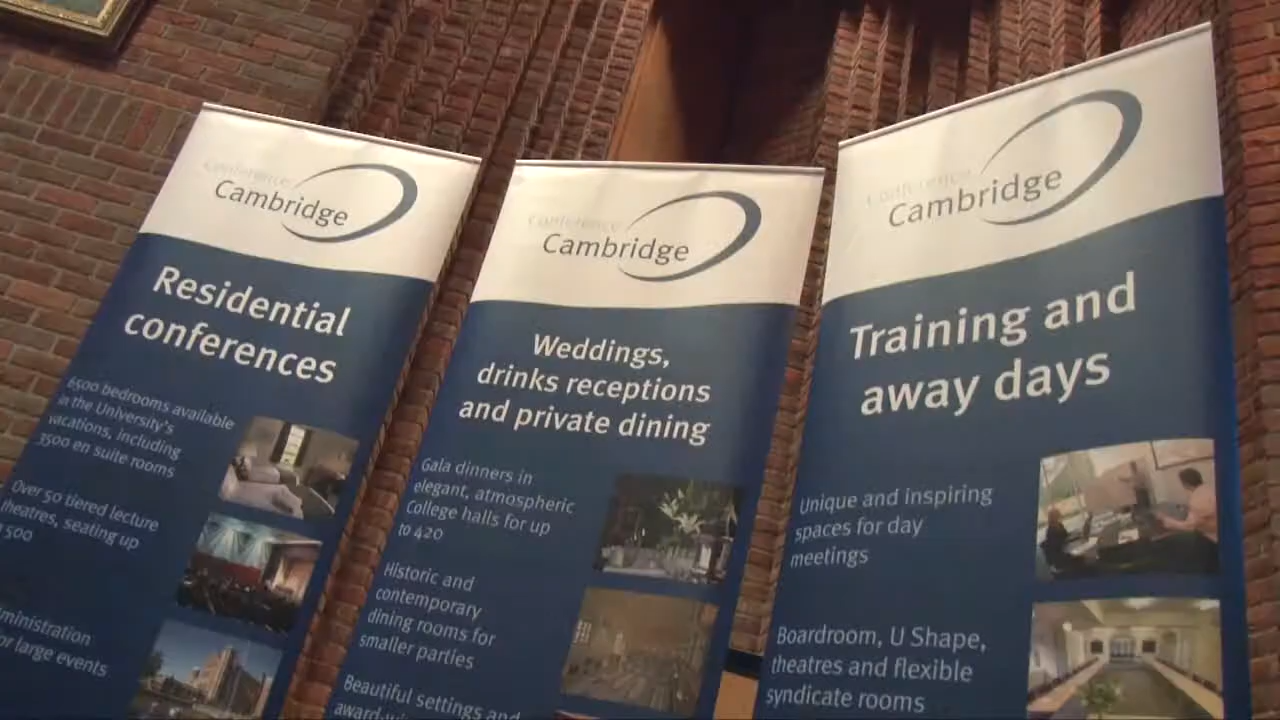 Conference
Cambridge
Residential
conferences
6500 bedrooms available
in the University's
vacations, including
3500 en suite rooms
Over 50 tiered lecture
theatres, seating up
500
or large events
Conference
Cambridge
Weddings,
drinks receptions
and private dining
Gala dinners in
elegant, atmospheric
College halls for up
to 420
Historic and
contemporary
dining rooms for
smaller parties
Beautiful settings and
Conference
Cambridge
Training and
away days
Unique and inspiring
spaces for day
meetings
Boardroom, U Shape,
theatres and flexible
syndicate rooms